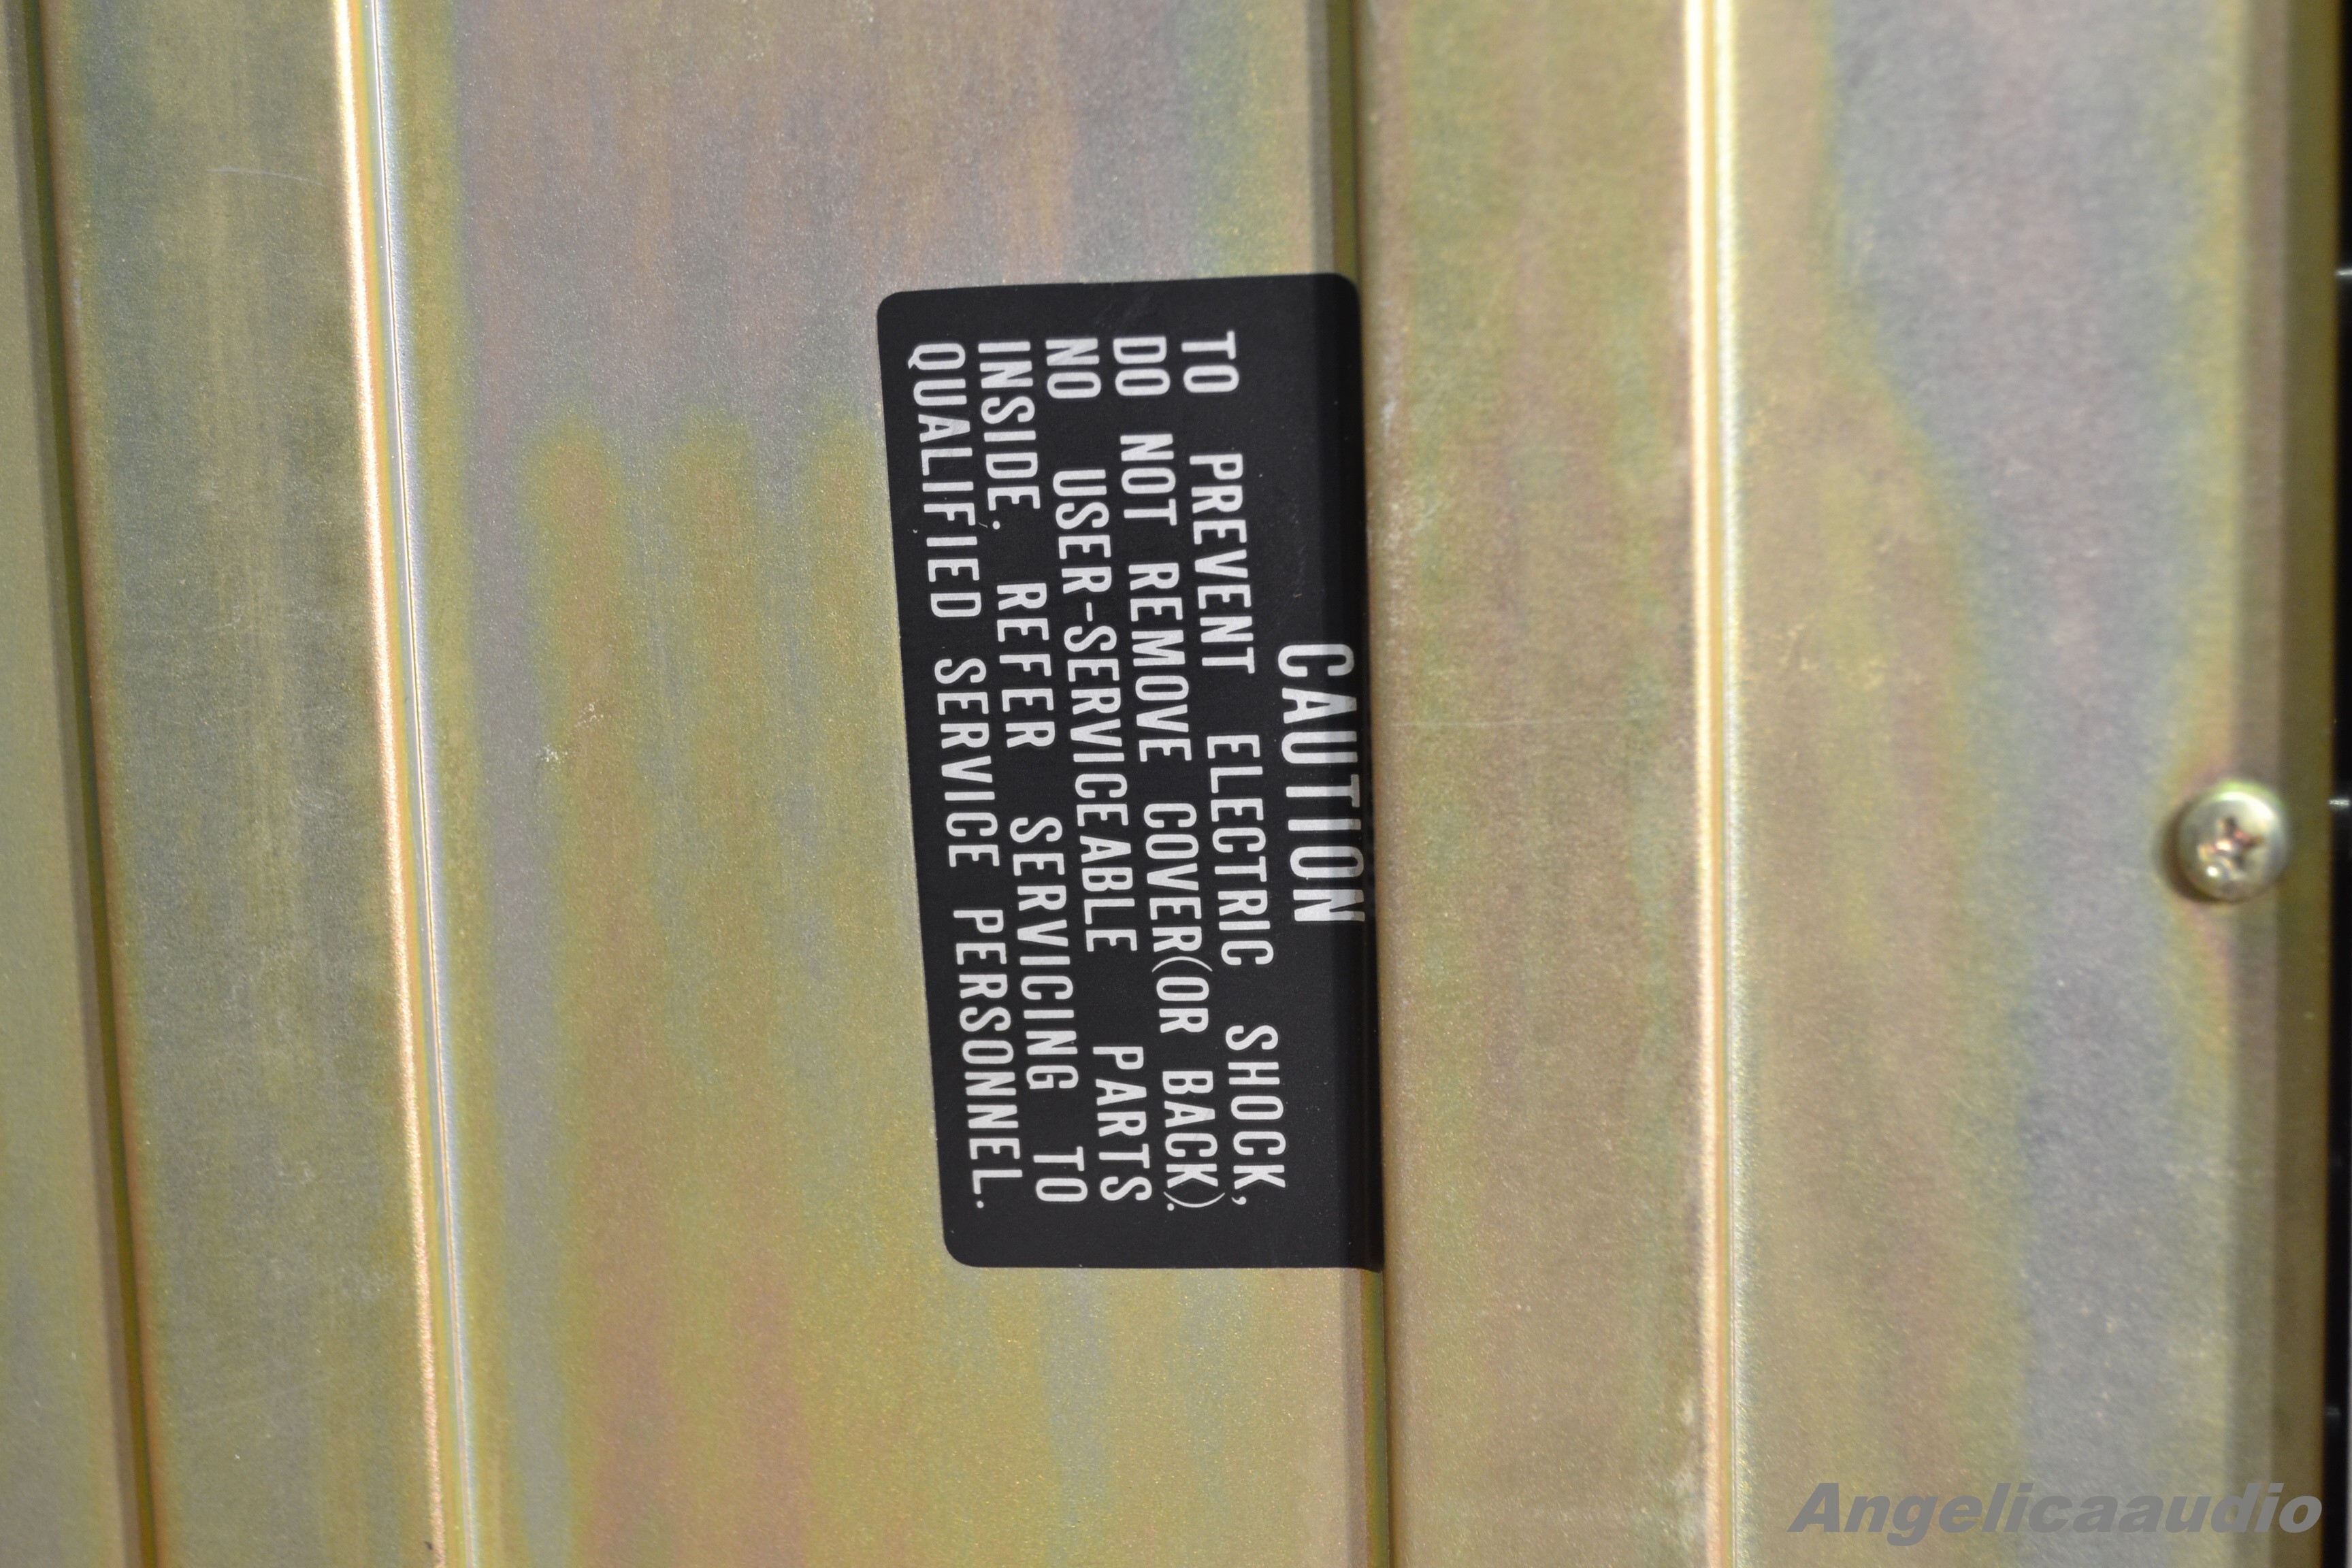 CAUTION
TO PREVENT ELECTRIC SHOCK,
DO NOT REMOVE COVER(OR BACK).
NO USER-SERVICEABLE PARTS
INSIDE. REFER SERVICING TO
QUALIFIED SERVICE PERSONNEL.
Angelicaaudio